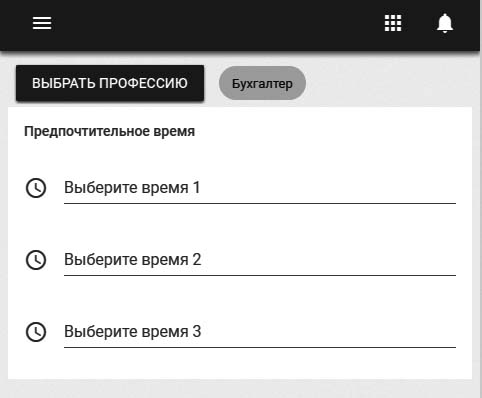 ВЫБРАТЬ ПРОФЕССИЮ
Бухгалтер
Предпочтительное время
Выберите время 1
Выберите время 2
Выберите время 3